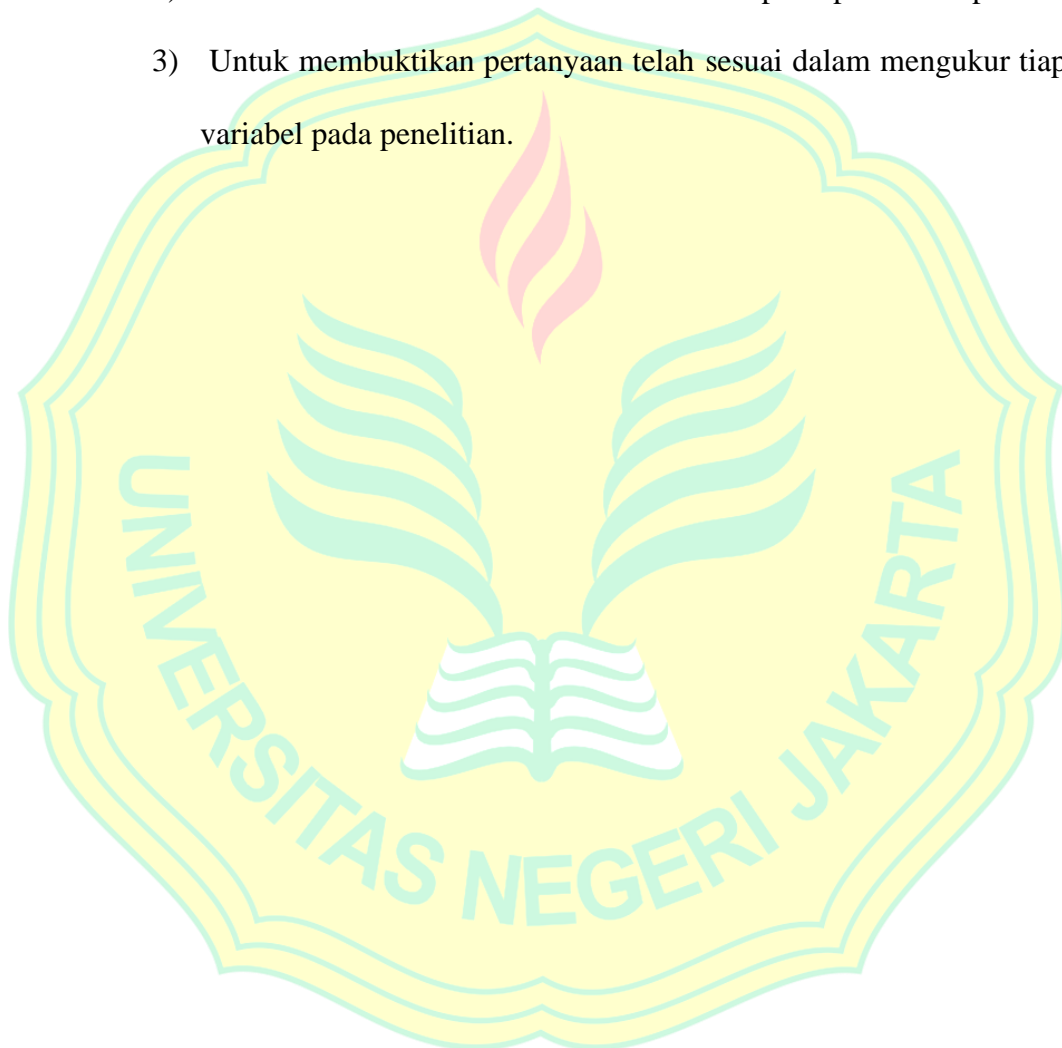 3) Untuk membuktikan pertanyaan telah sesuai dalam mengukur tiap
variabel pada penelitian.
UNIVERSITAS NEGERI JAKARTA